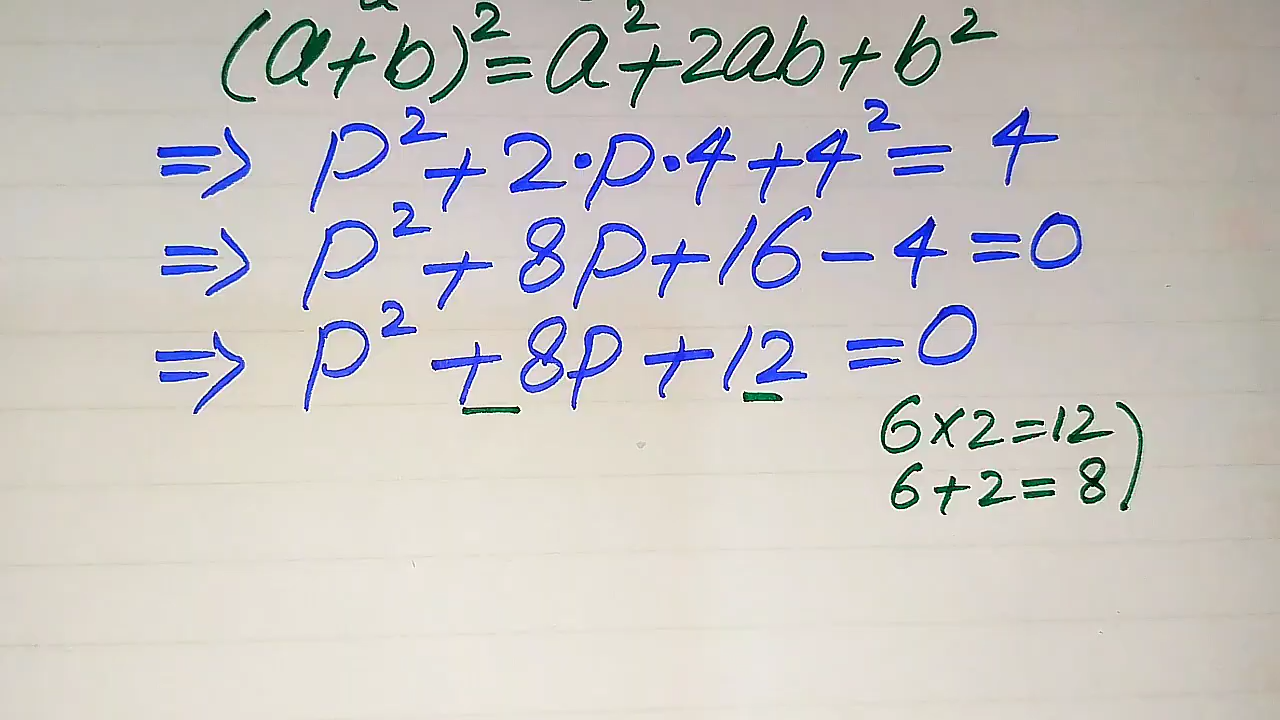 (a+b)² = a²+2ab+b²
=> p²+2·p·4+4² = 4
=> p²+8p+16-4=0
=> p²+8p+12=0
6×2=12)
6+2=8